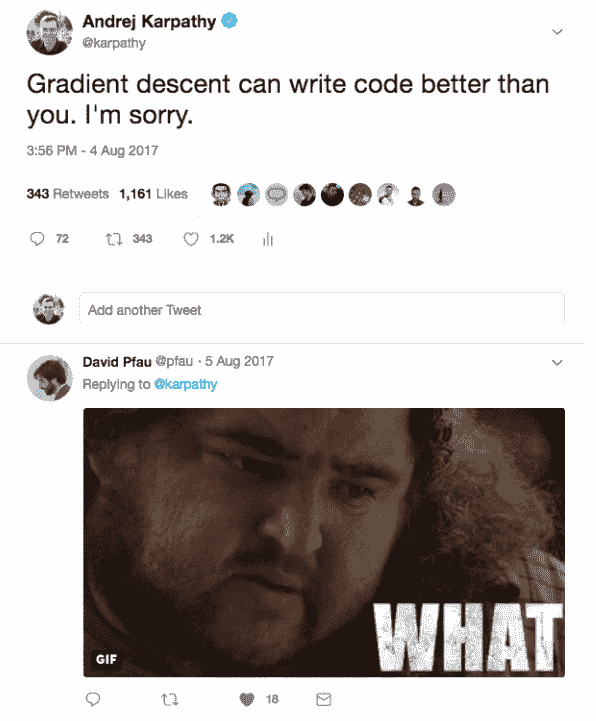 Andrej Karpathy
@karpathy
Gradient descent can write code better than
you. I'm sorry.
3:56 PM - 4 Aug 2017
343 Retweets 1,161 Likes
72 343 1.2K
Add another Tweet
David Pfau @pfau · 5 Aug 2017
Replying to @karpathy
WHAT
GIF
18